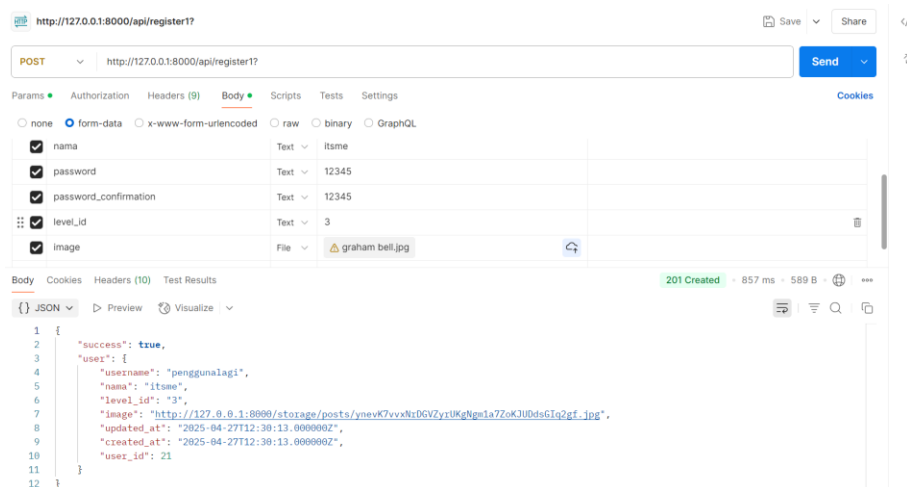 HTTP http://127.0.0.1:8000/api/register1? Save Share
POST http://127.0.0.1:8000/api/register1? Send
Params Authorization Headers (9) Body Scripts Tests Settings Cookies
none form-data x-www-form-urlencoded raw binary GraphQL
nama Text itsme
password Text 12345
password_confirmation Text 12345
level_id Text 3
image File graham bell.jpg
Body Cookies Headers (10) Test Results 201 Created 857 ms 589 B
{} JSON Preview Visualize
1 {
2 "success": true,
3 "user": {
4 "username": "penggunalagi",
5 "nama": "itsme",
6 "level_id": "3",
7 "image": "http://127.0.0.1:8000/storage/posts/ynevK7vvxNrDGVZyrUKgNgm1a7ZoKJUDdsGIq2gf.jpg",
8 "updated_at": "2025-04-27T12:30:13.000000Z",
9 "created_at": "2025-04-27T12:30:13.000000Z",
10 "user_id": 21
11 }
12 }